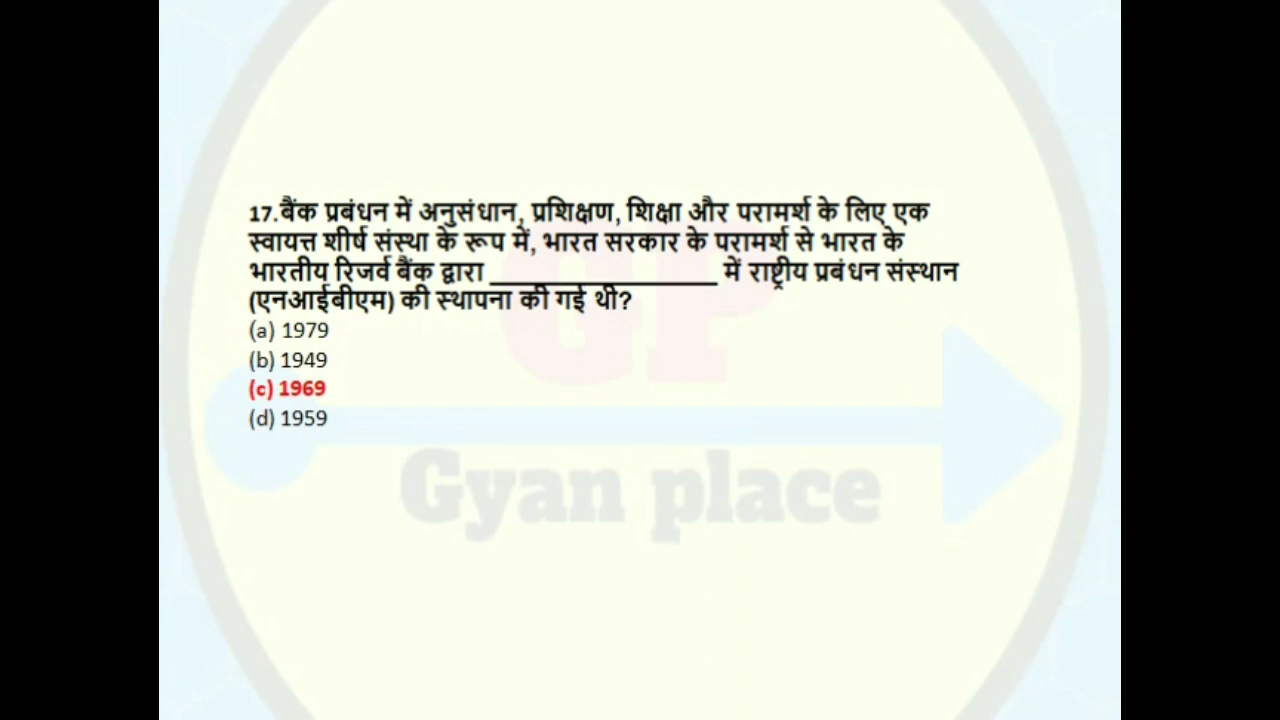 17.बैंक प्रबंधन में अनुसंधान, प्रशिक्षण, शिक्षा और परामर्श के लिए एक
स्वायत्त शीर्ष संस्था के रूप में, भारत सरकार के परामर्श से भारत के
भारतीय रिजर्व बैंक द्वारा _________________ में राष्ट्रीय प्रबंधन संस्थान
(एनआईबीएम) की स्थापना की गई थी?
(a) 1979
(b) 1949
(c) 1969
(d) 1959
GP
Gyan place